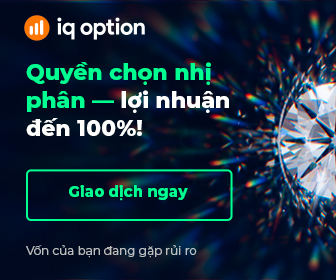 iq option
Quyền chọn nhị
phân — lợi nhuận
đến 100%!
Giao dịch ngay
Vốn của bạn đang gặp rủi ro